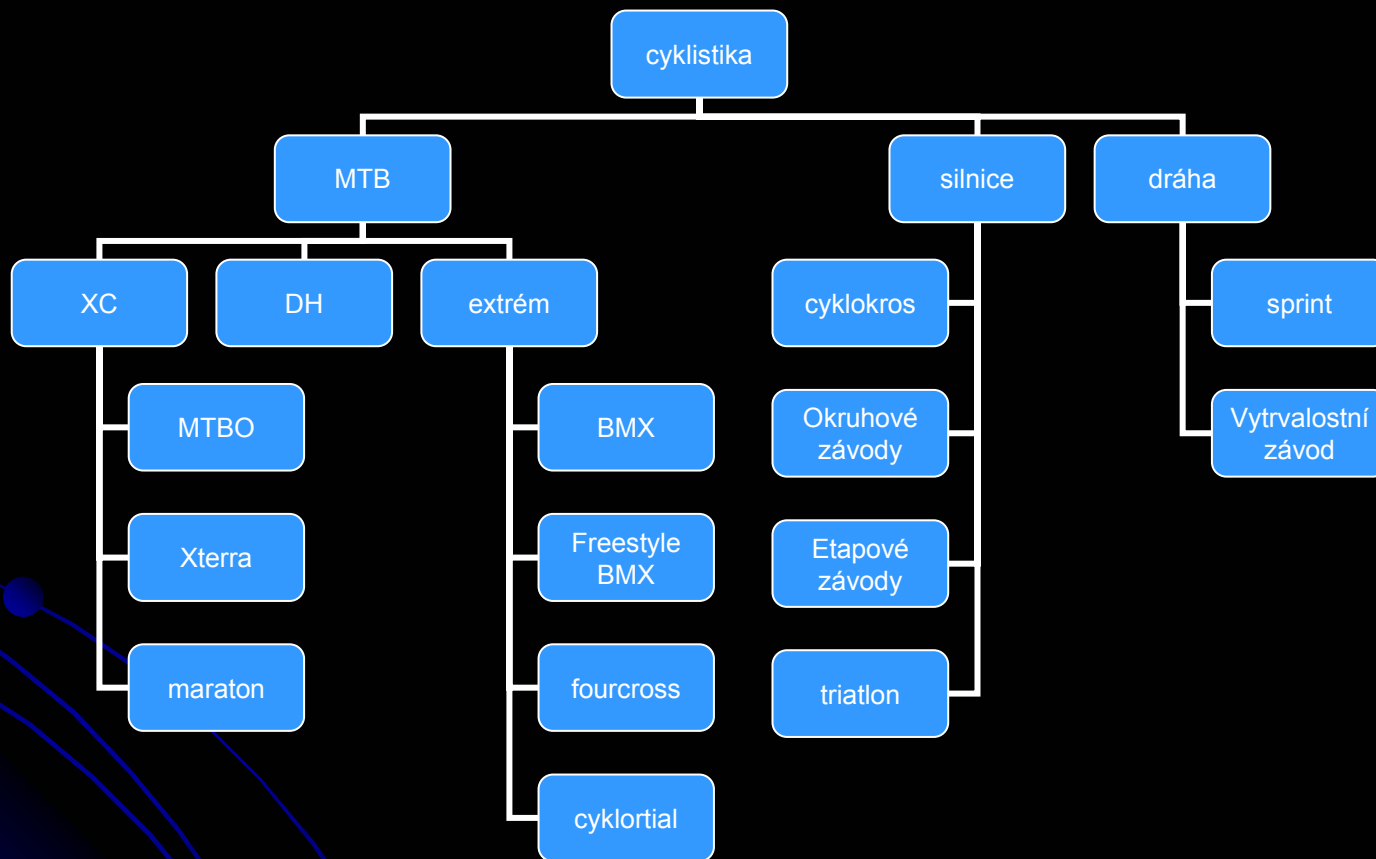 cyklistika
MTB
silnice
dráha
XC
DH
extrém
cyklokros
sprint
MTBO
BMX
Okruhové
závody
Vytrvalostní
závod
Xterra
Freestyle
BMX
Etapové
závody
maraton
fourcross
triatlon
cyklortial